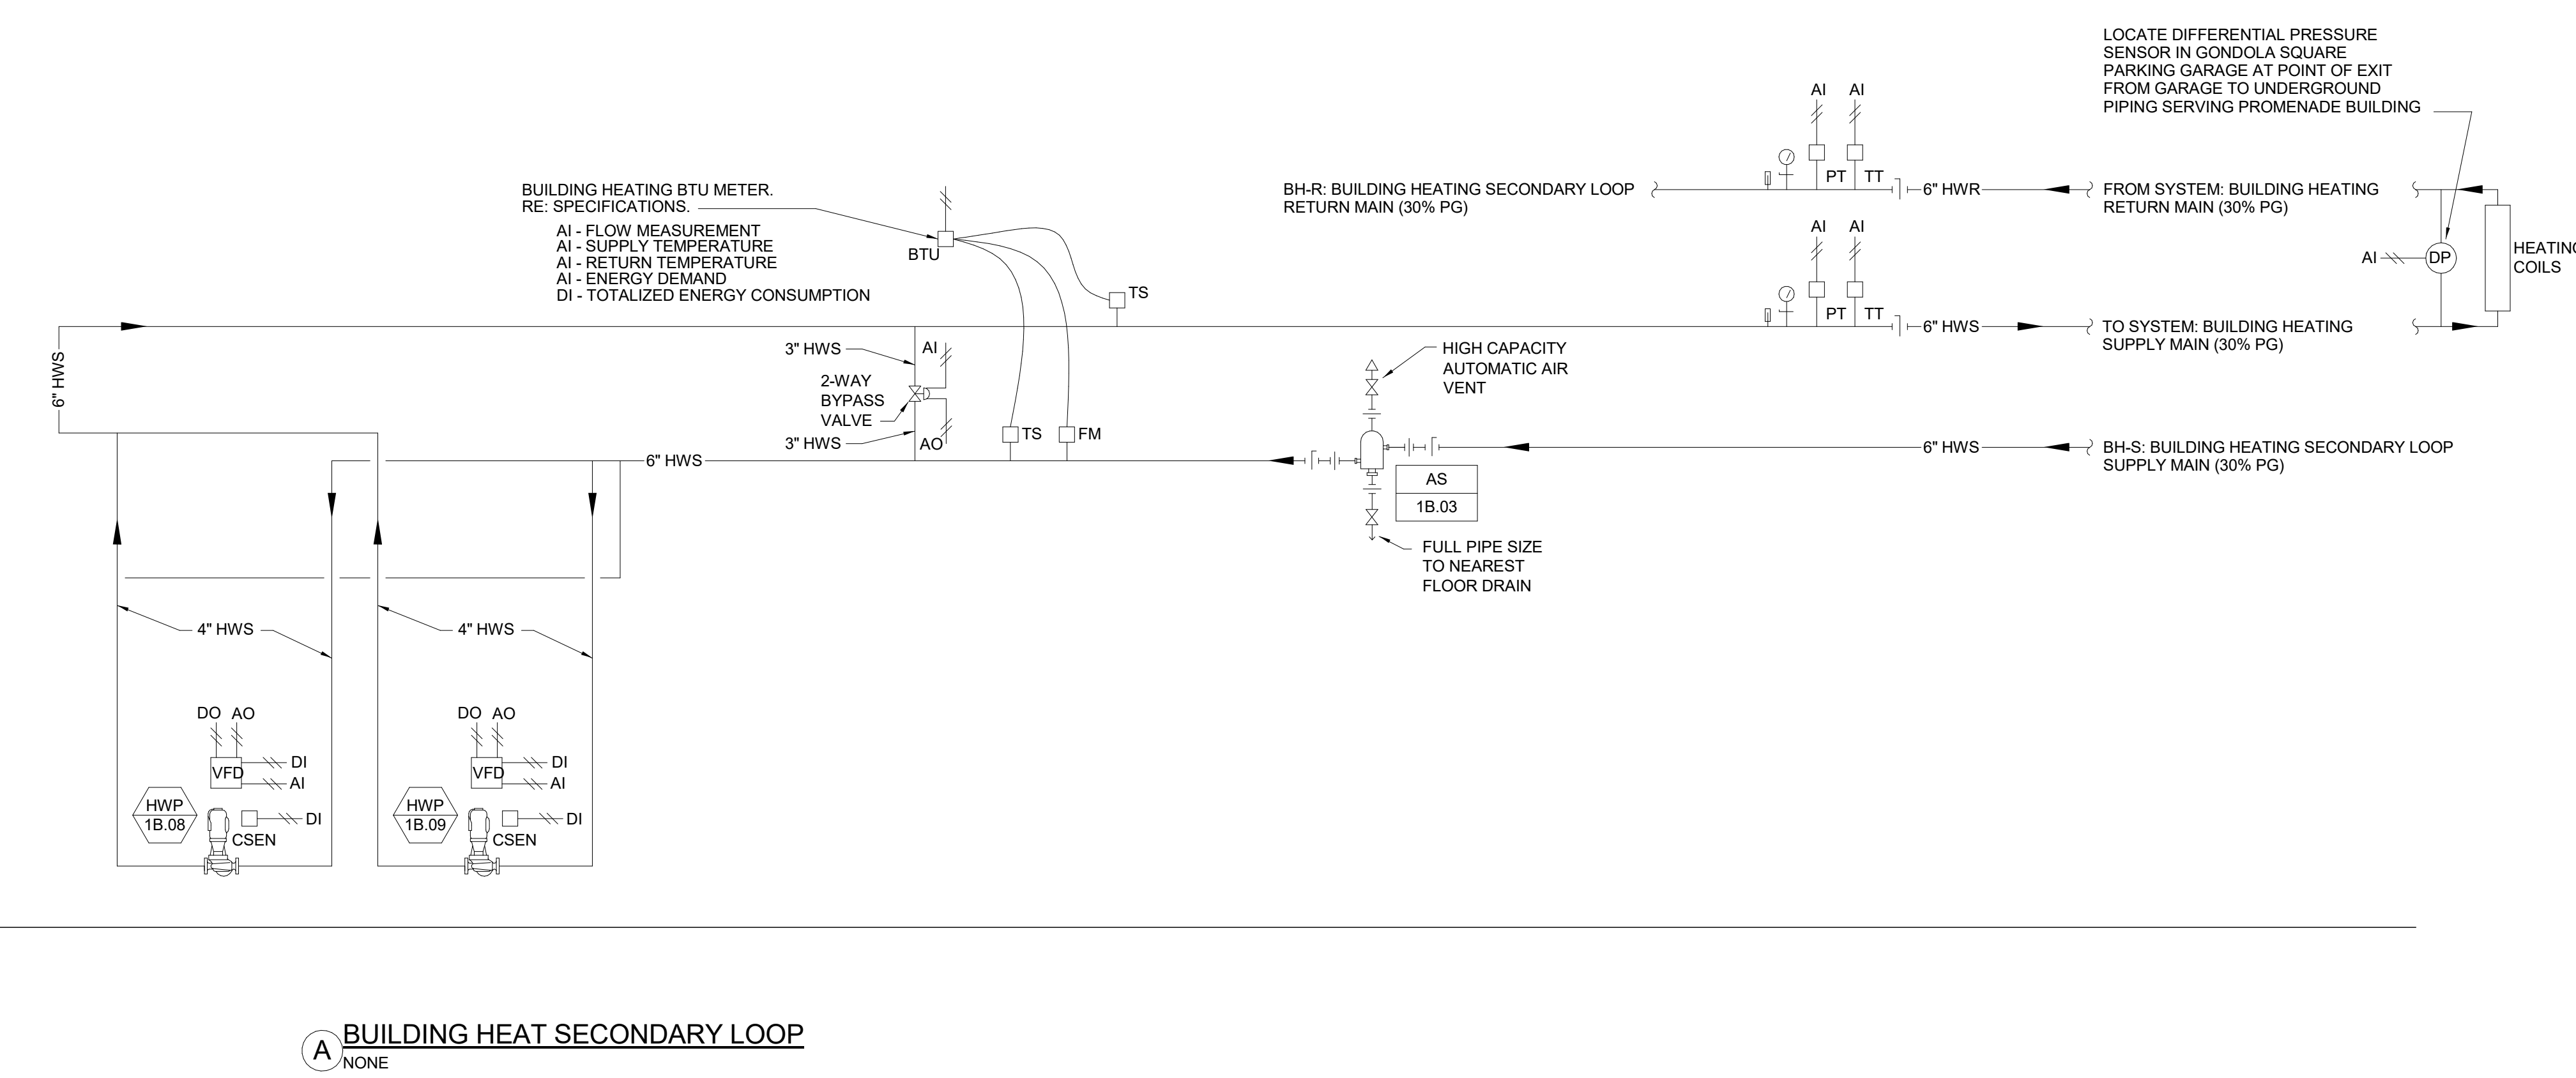 LOCATE DIFFERENTIAL PRESSURE
SENSOR IN GONDOLA SQUARE
PARKING GARAGE AT POINT OF EXIT
FROM GARAGE TO UNDERGROUND
PIPING SERVING PROMENADE BUILDING
AI AI
BUILDING HEATING BTU METER.
RE: SPECIFICATIONS.
AI - FLOW MEASUREMENT
AI - SUPPLY TEMPERATURE
AI - RETURN TEMPERATURE
AI - ENERGY DEMAND
DI - TOTALIZED ENERGY CONSUMPTION
BTU
TS
BH-R: BUILDING HEATING SECONDARY LOOP
RETURN MAIN (30% PG)
PT TT
6" HWR
FROM SYSTEM: BUILDING HEATING
RETURN MAIN (30% PG)
AI AI
PT TT
6" HWS
TO SYSTEM: BUILDING HEATING
SUPPLY MAIN (30% PG)
AI
DP
HEATING
COILS
6" HWS
3" HWS
AI
2-WAY
BYPASS
VALVE
3" HWS
AO
TS
FM
6" HWS
HIGH CAPACITY
AUTOMATIC AIR
VENT
AS
1B.03
FULL PIPE SIZE
TO NEAREST
FLOOR DRAIN
6" HWS
BH-S: BUILDING HEATING SECONDARY LOOP
SUPPLY MAIN (30% PG)
4" HWS
4" HWS
DO AO
VFD
DI
AI
HWP
1B.08
DI
CSEN
DO AO
VFD
DI
AI
HWP
1B.09
DI
CSEN
A
BUILDING HEAT SECONDARY LOOP
NONE